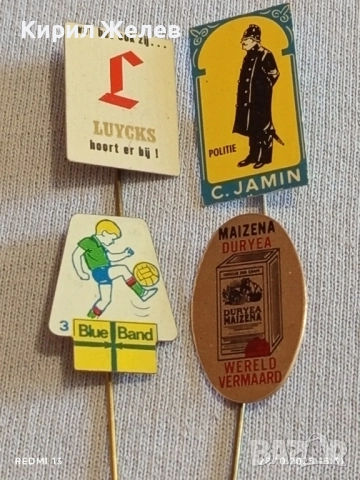 Кирил Желев
zij...
L
LUYCKS
hoort er bij!
POLITIE
C. JAMIN
3
Blue Band
MAIZENA
DURYEA
DURYEA
MAIZENA
WERELD
VERMAARD
REDMI 13